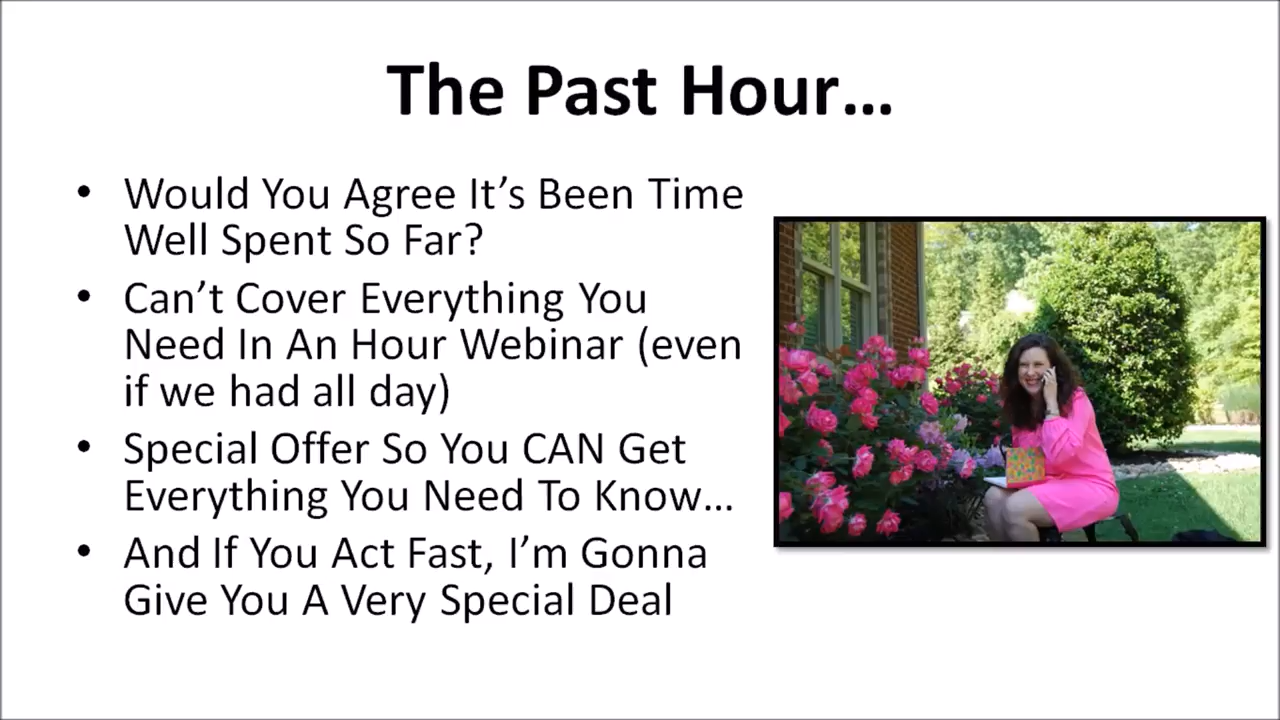 The Past Hour…
• Would You Agree It’s Been Time
Well Spent So Far?
• Can’t Cover Everything You
Need In An Hour Webinar (even
if we had all day)
• Special Offer So You CAN Get
Everything You Need To Know…
• And If You Act Fast, I’m Gonna
Give You A Very Special Deal